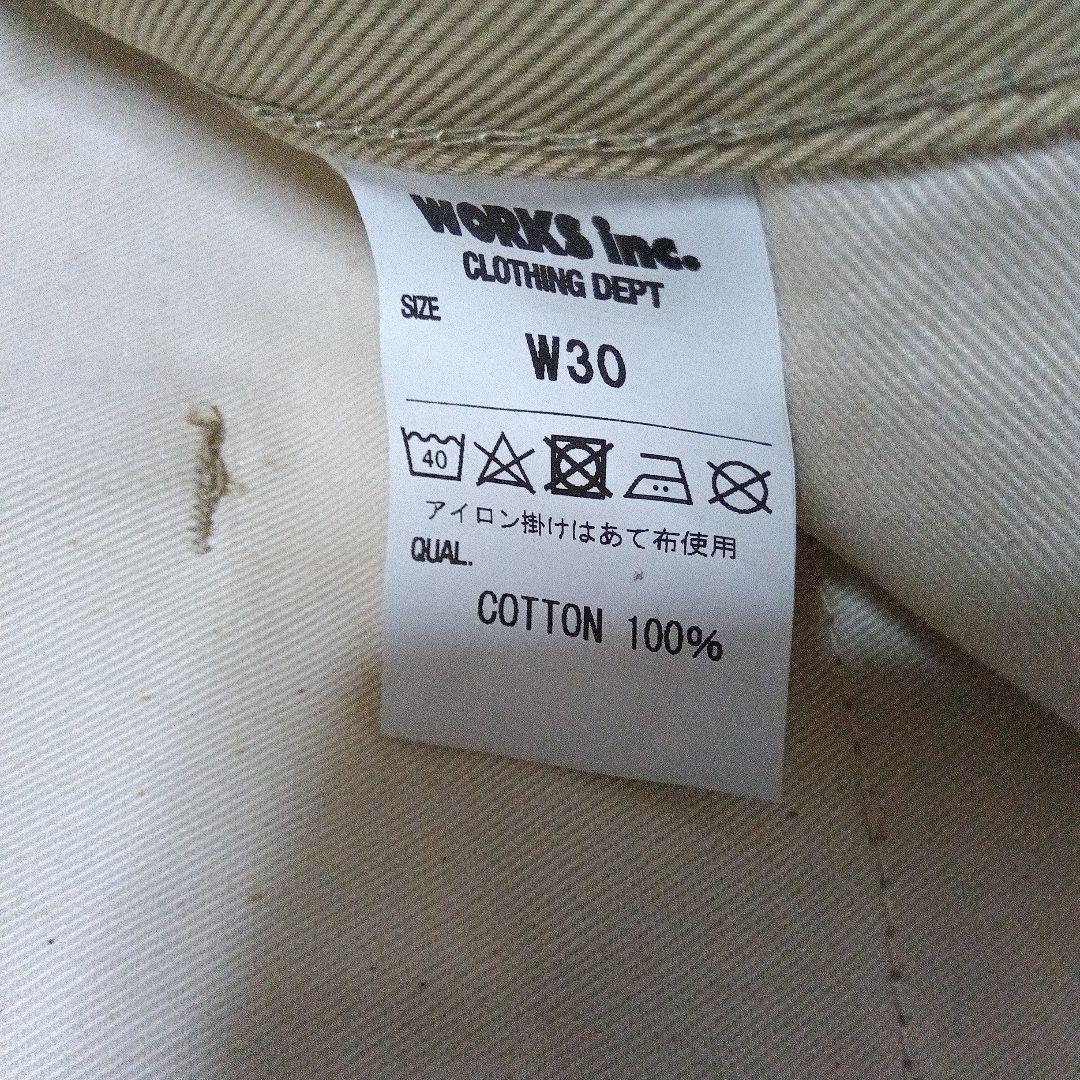 WORKS inc.
CLOTHING DEPT
SIZE
W30
40
アイロン掛けはあて布使用
QUAL.
COTTON 100%